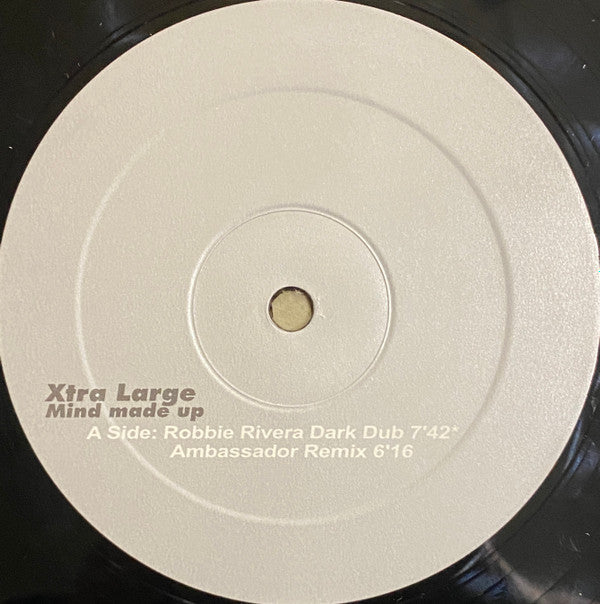 Xtra Large
Mind made up
A Side: Robbie Rivera Dark Dub 7'42*
Ambassador Remix 6'16